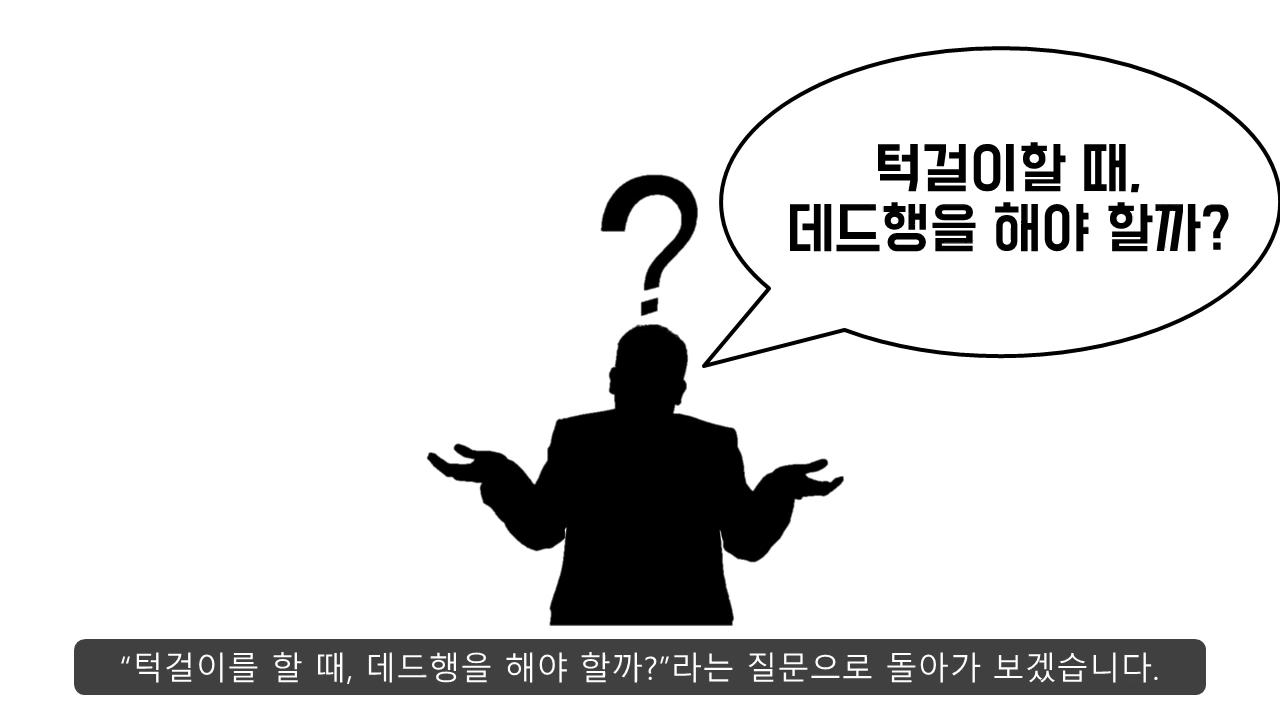 턱걸이할 때,
데드행을 해야 할까?
?
“턱걸이를 할 때, 데드행을 해야 할까?”라는 질문으로 돌아가 보겠습니다.